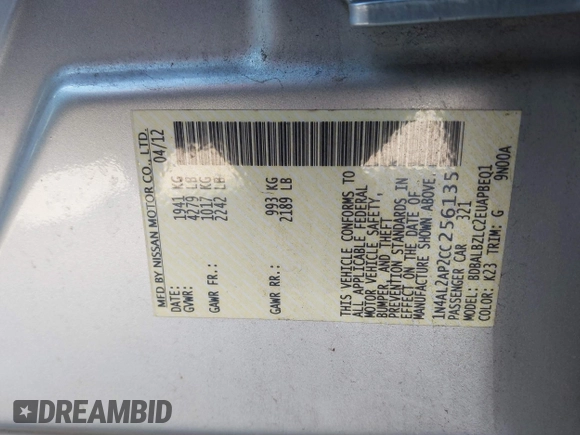 MFD BY NISSAN MOTOR CO., LTD.
DATE: 04/12
GVWR: 1941 KG
4279 LB
GAWR FR: 1017 KG
2242 LB
GAWR RR: 993 KG
2189 LB
THIS VEHICLE CONFORMS TO
ALL APPLICABLE FEDERAL
MOTOR VEHICLE SAFETY,
BUMPER, AND THEFT
PREVENTION STANDARDS IN
EFFECT ON THE DATE OF
MANUFACTURE SHOWN ABOVE.
1N4AL2AP2CC256135
PASSENGER CAR 321
MODEL: BDBALBZLC2EUAPBEQ1
COLOR: K23 TRIM: G 9N00A
DREAMBID